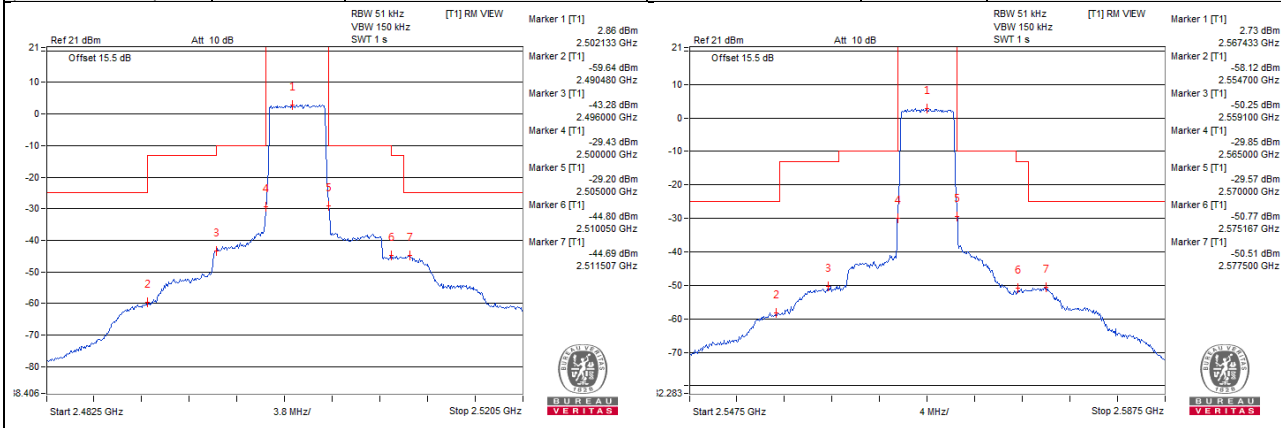 RBW 51 kHz [T1] RM VIEW
VBW 150 kHz
Ref 21 dBm Att 10 dB SWT 1 s
21
Offset 15.5 dB
10
0
-10
-20
-30
-40
-50
-60
-70
-80
1
2
3
4
5
6
7
Start 2.4825 GHz 3.8 MHz/ Stop 2.5205 GHz
Marker 1 [T1]
2.86 dBm
2.502133 GHz
Marker 2 [T1]
-59.64 dBm
2.490480 GHz
Marker 3 [T1]
-43.28 dBm
2.496000 GHz
Marker 4 [T1]
-29.43 dBm
2.500000 GHz
Marker 5 [T1]
-29.20 dBm
2.505000 GHz
Marker 6 [T1]
-44.80 dBm
2.510050 GHz
Marker 7 [T1]
-44.69 dBm
2.511507 GHz
BUREAU
VERITAS
RBW 51 kHz [T1] RM VIEW
VBW 150 kHz
Ref 21 dBm Att 10 dB SWT 1 s
21
Offset 15.5 dB
10
0
-10
-20
-30
-40
-50
-60
-70
1
2
3
4
5
6
7
Start 2.5475 GHz 4 MHz/ Stop 2.5875 GHz
Marker 1 [T1]
2.73 dBm
2.567433 GHz
Marker 2 [T1]
-58.12 dBm
2.554700 GHz
Marker 3 [T1]
-50.25 dBm
2.559100 GHz
Marker 4 [T1]
-29.85 dBm
2.565000 GHz
Marker 5 [T1]
-29.57 dBm
2.570000 GHz
Marker 6 [T1]
-50.77 dBm
2.575167 GHz
Marker 7 [T1]
-50.51 dBm
2.577500 GHz
BUREAU
VERITAS